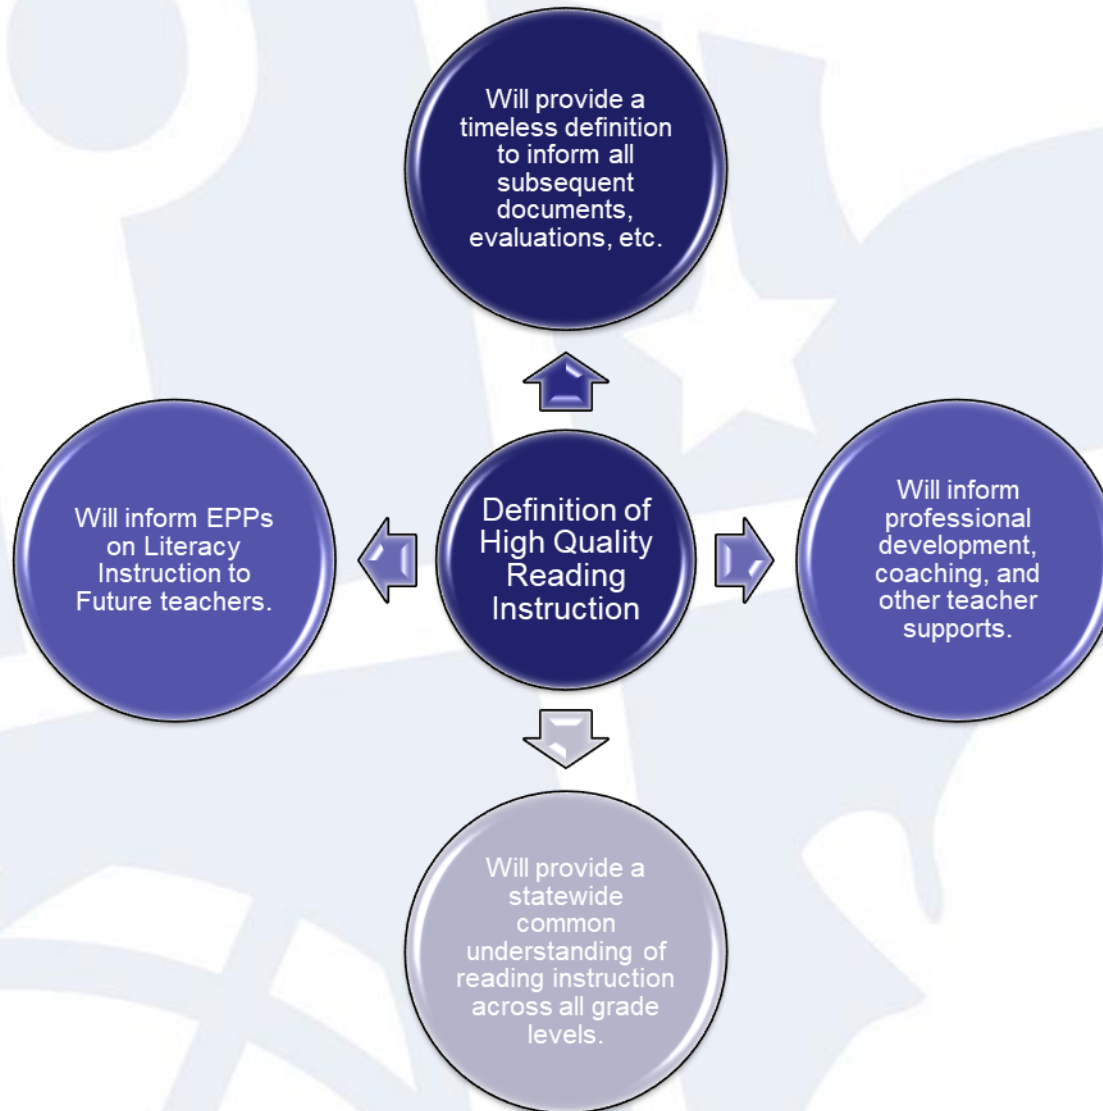 Will provide a
timeless definition
to inform all
subsequent
documents,
evaluations, etc.
Will inform EPPs
on Literacy
Instruction to
Future teachers.
Definition of
High Quality
Reading
Instruction
Will inform
professional
development,
coaching, and
other teacher
supports.
Will provide a
statewide
common
understanding of
reading instruction
across all grade
levels.